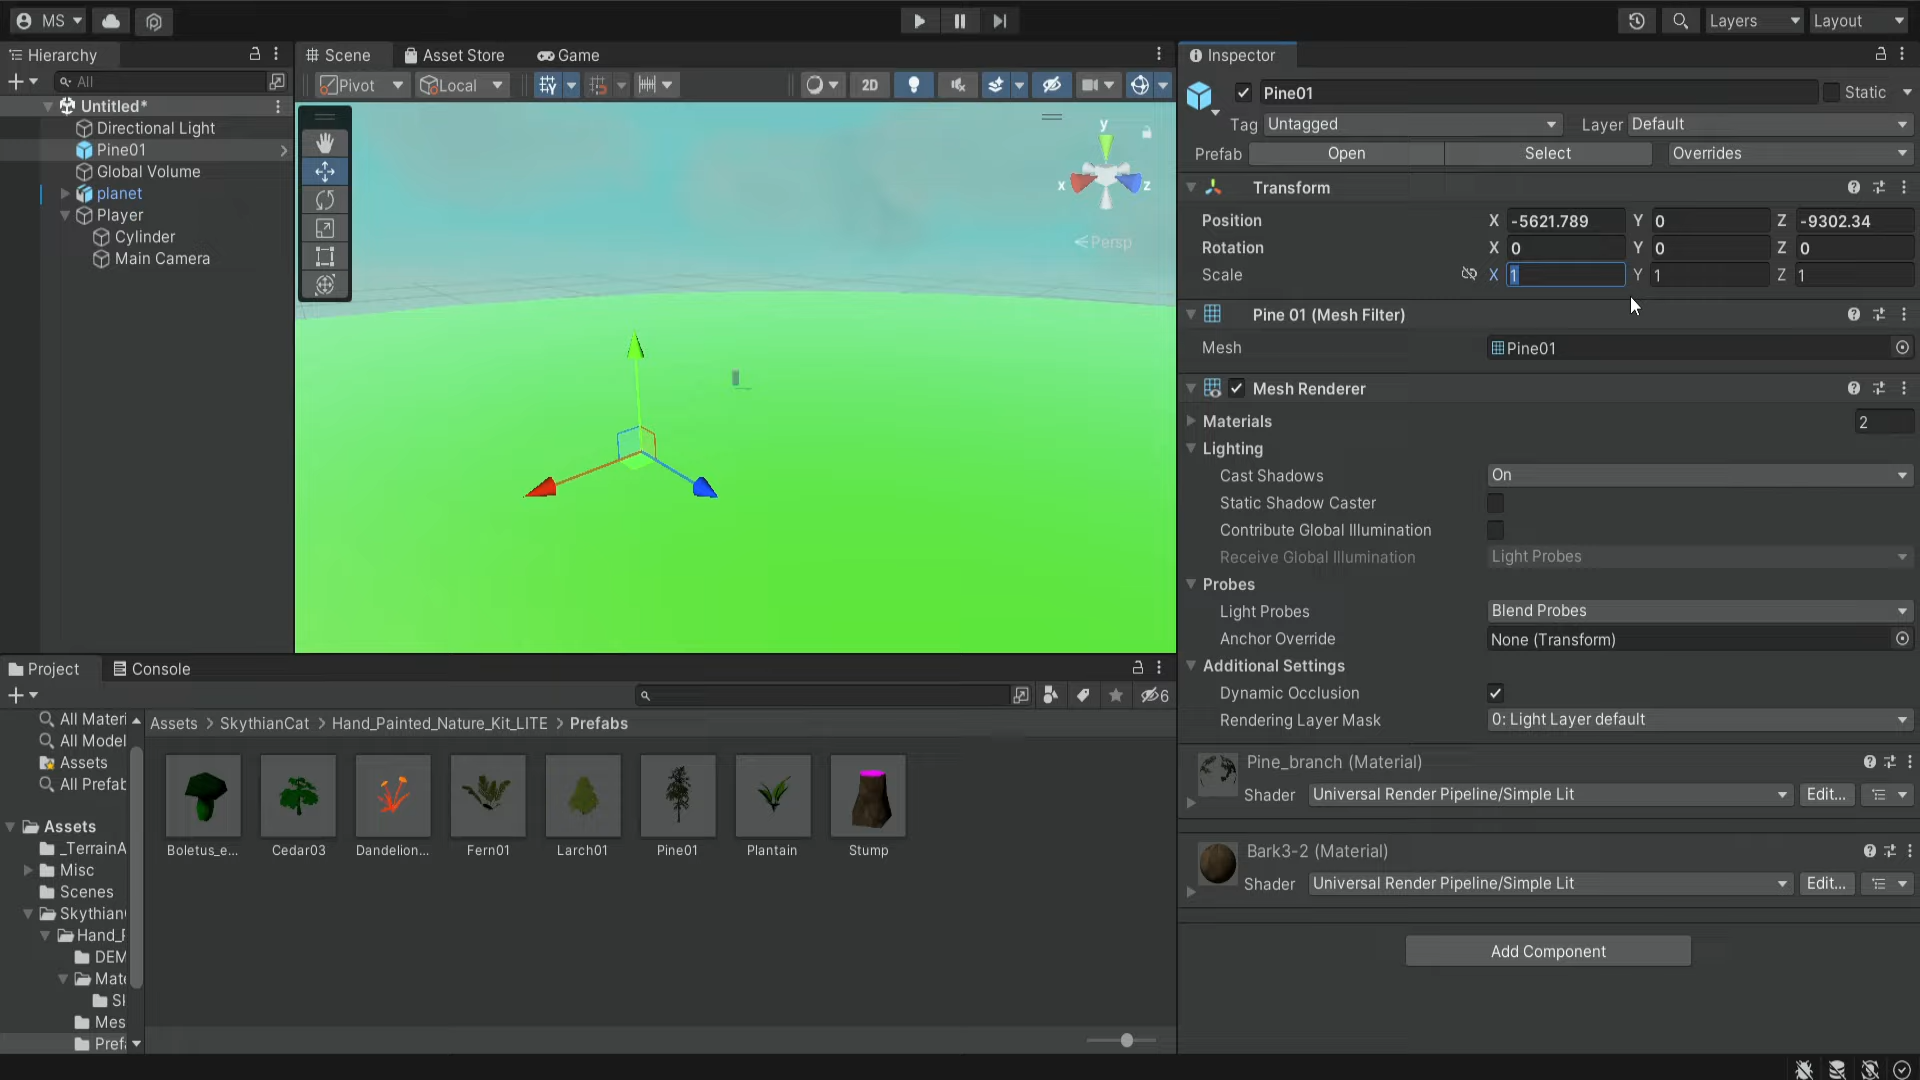 MS
Layers
Layout
Hierarchy
All
Untitled*
Directional Light
Pine01
Global Volume
planet
Player
Cylinder
Main Camera
Scene
Asset Store
Game
Pivot
Local
2D
y
x
z
Persp
Inspector
Pine01
Static
Tag
Untagged
Layer
Default
Prefab
Open
Select
Overrides
Transform
Position X -5621.789 Y 0 Z -9302.34
Rotation X 0 Y 0 Z 0
Scale X 1 Y 1 Z 1
Pine 01 (Mesh Filter)
Mesh Pine01
Mesh Renderer
Materials 2
Lighting
Cast Shadows On
Static Shadow Caster
Contribute Global Illumination
Receive Global Illumination Light Probes
Probes
Light Probes Blend Probes
Anchor Override None (Transform)
Additional Settings
Dynamic Occlusion
Rendering Layer Mask 0: Light Layer default
Pine_branch (Material)
Shader Universal Render Pipeline/Simple Lit Edit...
Bark3-2 (Material)
Shader Universal Render Pipeline/Simple Lit Edit...
Add Component
Project
Console
6
All Materi
All Model
Assets
All Prefab
Assets
_TerrainA
Misc
Scenes
Skythian
Hand_F
DEM
Mate
Sl
Mes
Prefa
Assets > SkythianCat > Hand_Painted_Nature_Kit_LITE > Prefabs
Boletus_e...
Cedar03
Dandelion...
Fern01
Larch01
Pine01
Plantain
Stump